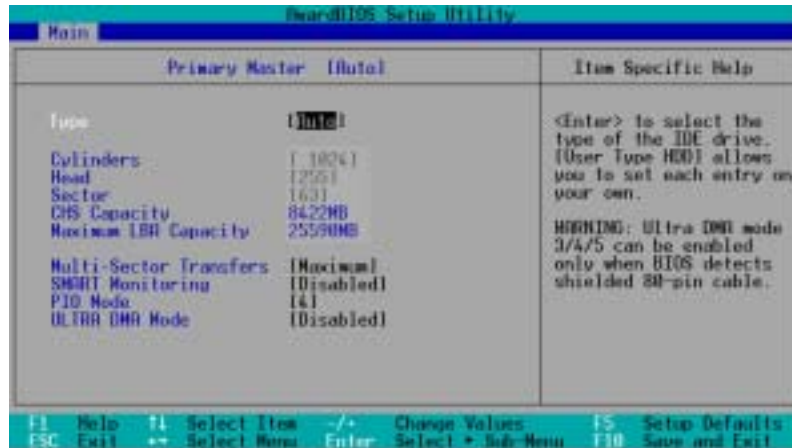 AwardBIOS Setup Utility
Main
Primary Master [Auto]
Item Specific Help
Type [Auto]
Cylinders [ 1024]
Head [255]
Sector [63]
CHS Capacity 8422MB
Maximum LBA Capacity 25590MB
Multi-Sector Transfers [Maximum]
SMART Monitoring [Disabled]
PIO Mode [4]
ULTRA DMA Mode [Disabled]
<Enter> to select the
type of the IDE drive.
[User Type HDD] allows
you to set each entry on
your own.
WARNING: Ultra DMA mode
3/4/5 can be enabled
only when BIOS detects
shielded 80-pin cable.
F1 Help ↑↓ Select Item -/+ Change Values F5 Setup Defaults
ESC Exit ←→ Select Menu Enter Select ▸ Sub-Menu F10 Save and Exit